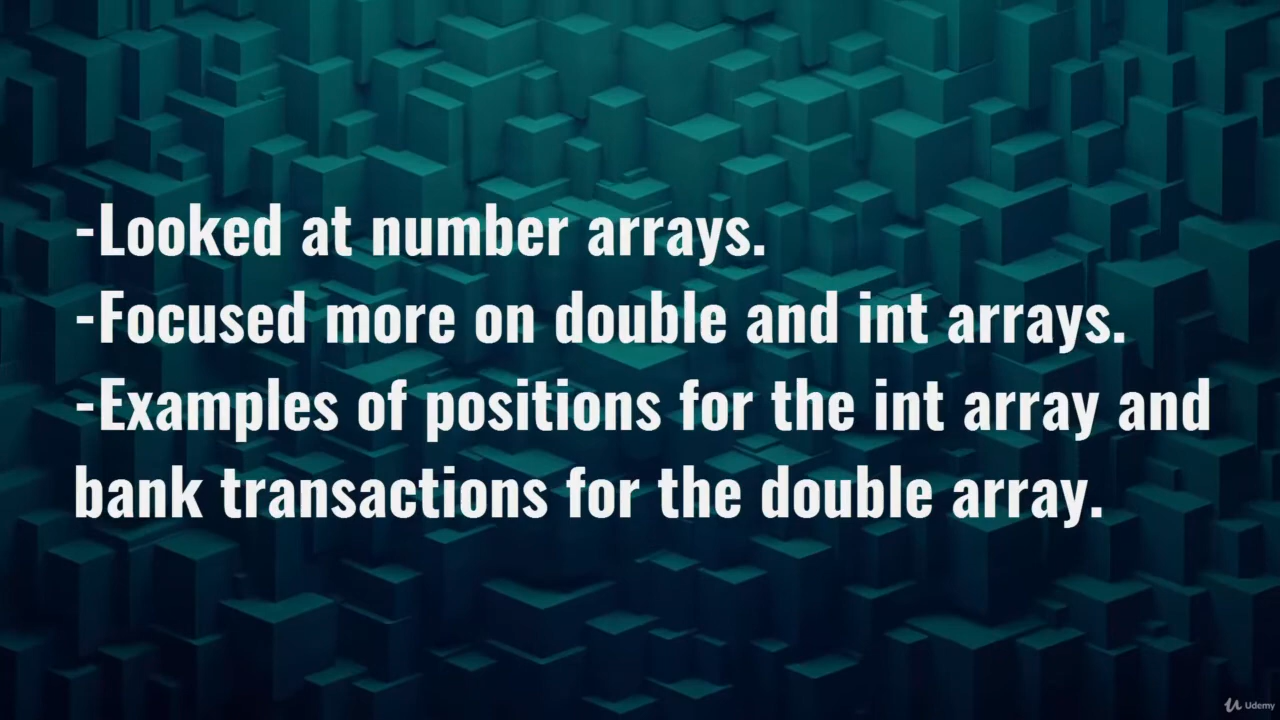 -Looked at number arrays.
-Focused more on double and int arrays.
-Examples of positions for the int array and
bank transactions for the double array.
Udemy